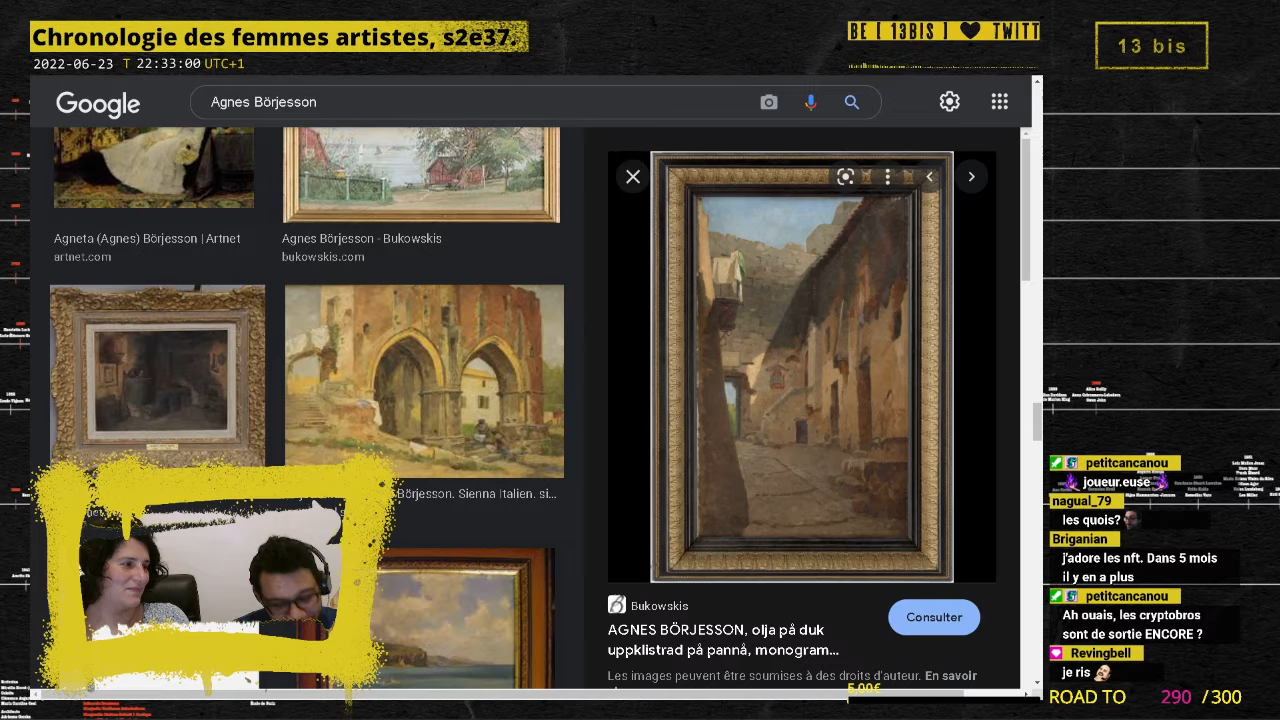 Chronologie des femmes artistes, s2e37.
2022-06-23 T 22:33:00 UTC+1
BE [ 13BIS ] ♥ TWITT
13 bis
Google
Agnes Börjesson
Agneta (Agnes) Börjesson | Artnet
artnet.com
Agnes Börjesson - Bukowskis
bukowskis.com
Börjesson. Sienna Italien. su
Bukowskis
Consulter
AGNES BÖRJESSON, olja på duk
uppklistrad på pannå, monogram...
Les images peuvent être soumises à des droits d'auteur. En savoir
5,00€
petitcancanou
joueur.euse
nagual_79
les quois?
Briganian
j'adore les nft. Dans 5 mois
il y en a plus
petitcancanou
Ah ouais, les cryptobros
sont de sortie ENCORE ?
Revingbell
je ris
ROAD TO 290 / 300